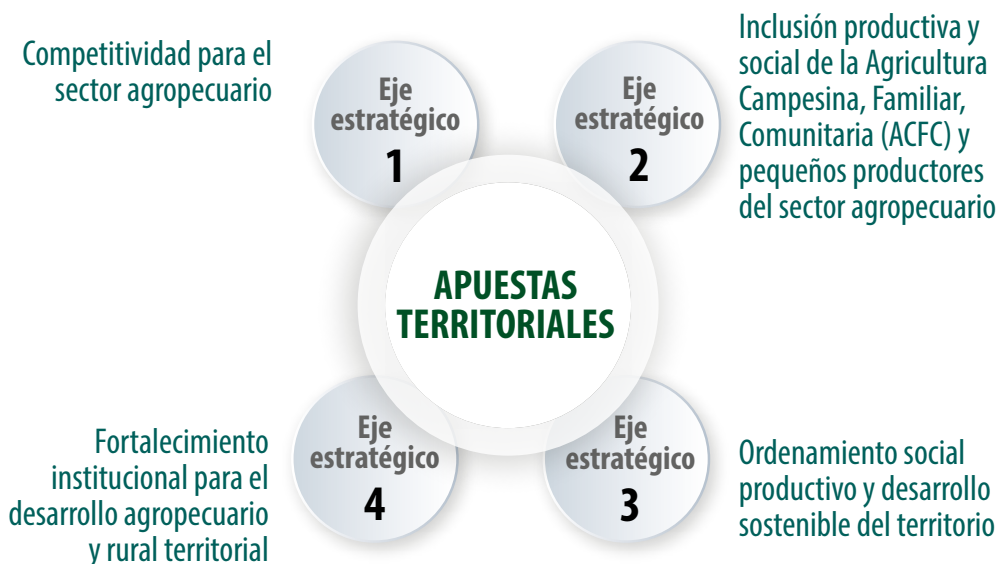 Competitividad para el
sector agropecuario
Eje
estratégico
1
Eje
estratégico
2
Inclusión productiva y
social de la Agricultura
Campesina, Familiar,
Comunitaria (ACFC) y
pequeños productores
del sector agropecuario
APUESTAS
TERRITORIALES
Fortalecimiento
institucional para el
desarrollo agropecuario
y rural territorial
Eje
estratégico
4
Eje
estratégico
3
Ordenamiento social
productivo y desarrollo
sostenible del territorio